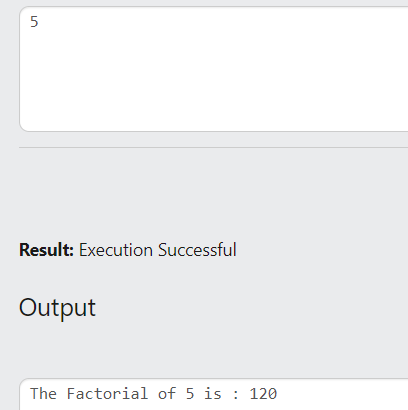 5
Result: Execution Successful
Output
The Factorial of 5 is : 120